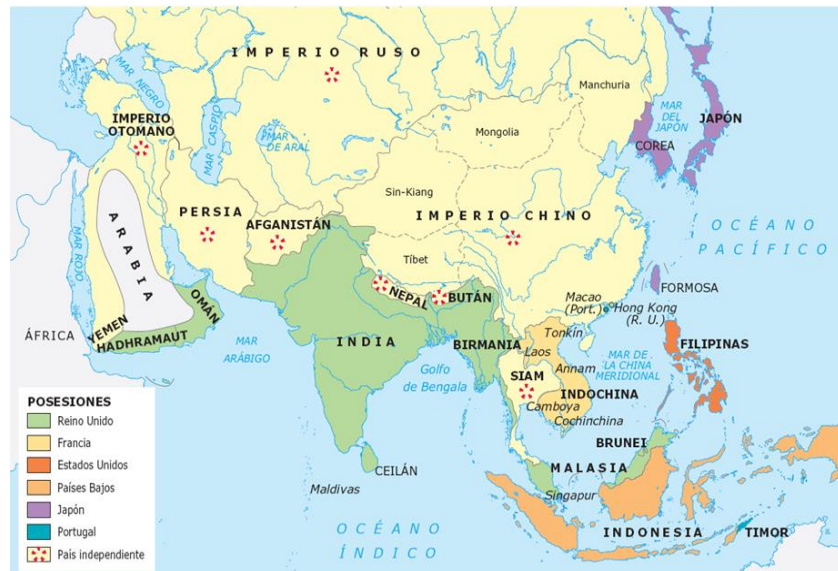 IMPERIO RUSO
MAR NEGRO
Manchuria
IMPERIO
OTOMANO
MAR CASPIO
MAR
DE ARAL
Mongolia
MAR
DEL
JAPÓN
JAPÓN
COREA
Sin-Kiang
PERSIA
AFGANISTÁN
IMPERIO CHINO
ARABIA
MAR ROJO
Tíbet
OCÉANO
PACÍFICO
NEPAL
BUTÁN
FORMOSA
OMÁN
YEMEN
HADHRAMAUT
ÁFRICA
MAR
ARÁBIGO
INDIA
BIRMANIA
Macao
(Port.)
Hong Kong
(R. U.)
Tonkín
Laos
FILIPINAS
Golfo
de Bengala
SIAM
Annam
MAR DE
LA CHINA
MERIDIONAL
INDOCHINA
Camboya
Cochinchina
POSESIONES
Reino Unido
Francia
Estados Unidos
Países Bajos
Japón
Portugal
País independiente
CEILÁN
Maldivas
BRUNEI
MALASIA
Singapur
OCÉANO
ÍNDICO
INDONESIA
TIMOR